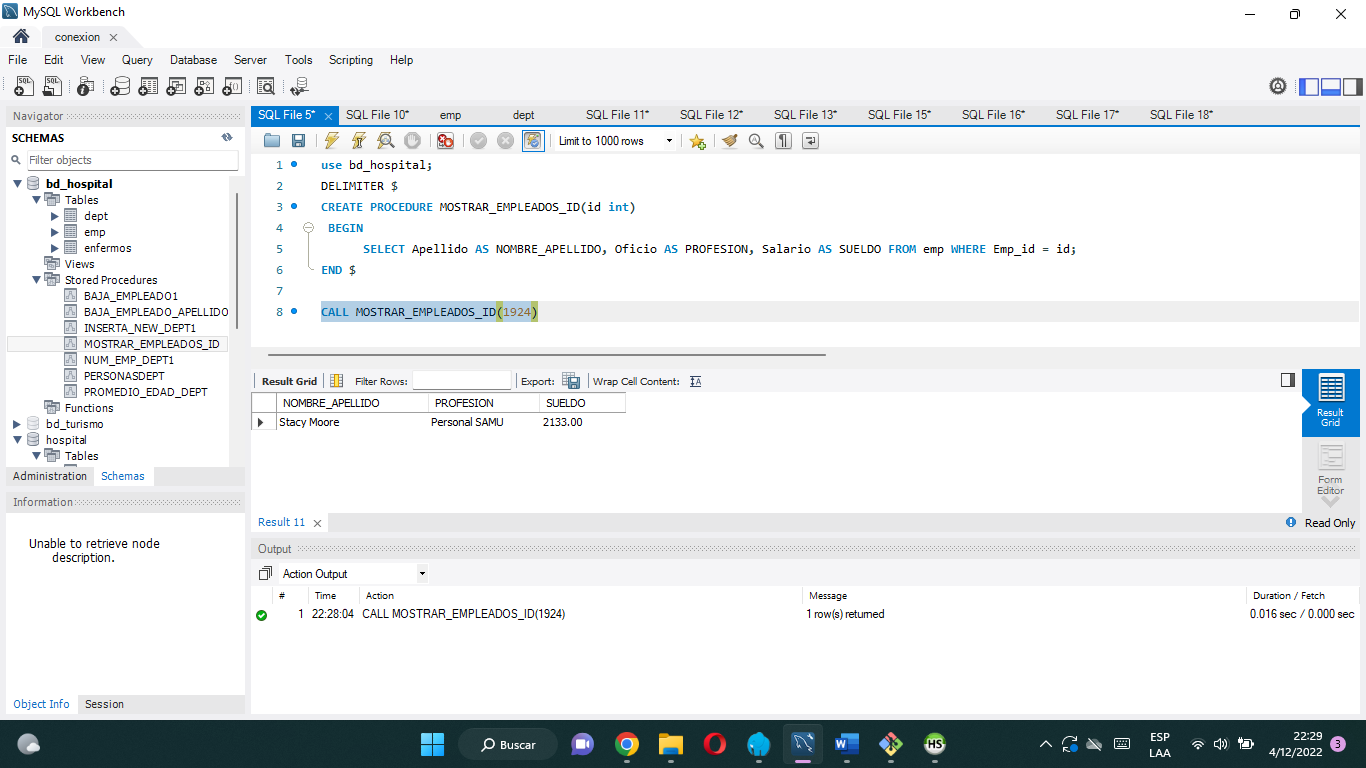 MySQL Workbench
conexion
File Edit View Query Database Server Tools Scripting Help
Navigator
SCHEMAS
Filter objects
bd_hospital
Tables
dept
emp
enfermos
Views
Stored Procedures
BAJA_EMPLEADO1
BAJA_EMPLEADO_APELLIDO
INSERTA_NEW_DEPT1
MOSTRAR_EMPLEADOS_ID
NUM_EMP_DEPT1
PERSONASDEPT
PROMEDIO_EDAD_DEPT
Functions
bd_turismo
hospital
Tables
Administration Schemas
Information
Unable to retrieve node
description.
Object Info Session
SQL File 5* SQL File 10* emp dept SQL File 11* SQL File 12* SQL File 13* SQL File 15* SQL File 16* SQL File 17* SQL File 18*
Limit to 1000 rows
1 use bd_hospital;
2 DELIMITER $
3 CREATE PROCEDURE MOSTRAR_EMPLEADOS_ID(id int)
4 BEGIN
5 SELECT Apellido AS NOMBRE_APELLIDO, Oficio AS PROFESION, Salario AS SUELDO FROM emp WHERE Emp_id = id;
6 END $
7
8 CALL MOSTRAR_EMPLEADOS_ID(1924)
Result Grid Filter Rows: Export: Wrap Cell Content:
NOMBRE_APELLIDO PROFESION SUELDO
Stacy Moore Personal SAMU 2133.00
Result
Grid
Form
Editor
Result 11
Read Only
Output
Action Output
# Time Action Message Duration / Fetch
1 22:28:04 CALL MOSTRAR_EMPLEADOS_ID(1924) 1 row(s) returned 0.016 sec / 0.000 sec
Buscar
HS
ESP
LAA
22:29
4/12/2022
3